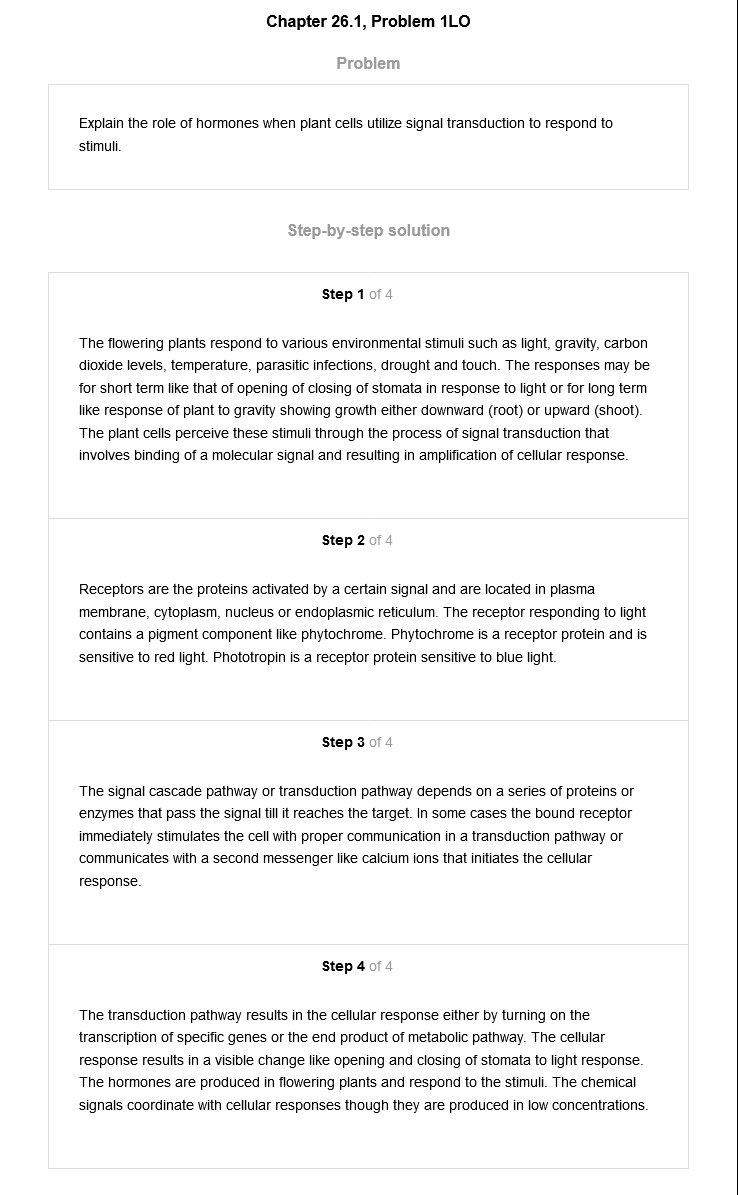 Chapter 26.1, Problem 1LO
Problem
Explain the role of hormones when plant cells utilize signal transduction to respond to
stimuli.
Step-by-step solution
Step 1 of 4
The flowering plants respond to various environmental stimuli such as light, gravity, carbon
dioxide levels, temperature, parasitic infections, drought and touch. The responses may be
for short term like that of opening of closing of stomata in response to light or for long term
like response of plant to gravity showing growth either downward (root) or upward (shoot).
The plant cells perceive these stimuli through the process of signal transduction that
involves binding of a molecular signal and resulting in amplification of cellular response.
Step 2 of 4
Receptors are the proteins activated by a certain signal and are located in plasma
membrane, cytoplasm, nucleus or endoplasmic reticulum. The receptor responding to light
contains a pigment component like phytochrome. Phytochrome is a receptor protein and is
sensitive to red light. Phototropin is a receptor protein sensitive to blue light.
Step 3 of 4
The signal cascade pathway or transduction pathway depends on a series of proteins or
enzymes that pass the signal till it reaches the target. In some cases the bound receptor
immediately stimulates the cell with proper communication in a transduction pathway or
communicates with a second messenger like calcium ions that initiates the cellular
response.
Step 4 of 4
The transduction pathway results in the cellular response either by turning on the
transcription of specific genes or the end product of metabolic pathway. The cellular
response results in a visible change like opening and closing of stomata to light response.
The hormones are produced in flowering plants and respond to the stimuli. The chemical
signals coordinate with cellular responses though they are produced in low concentrations.